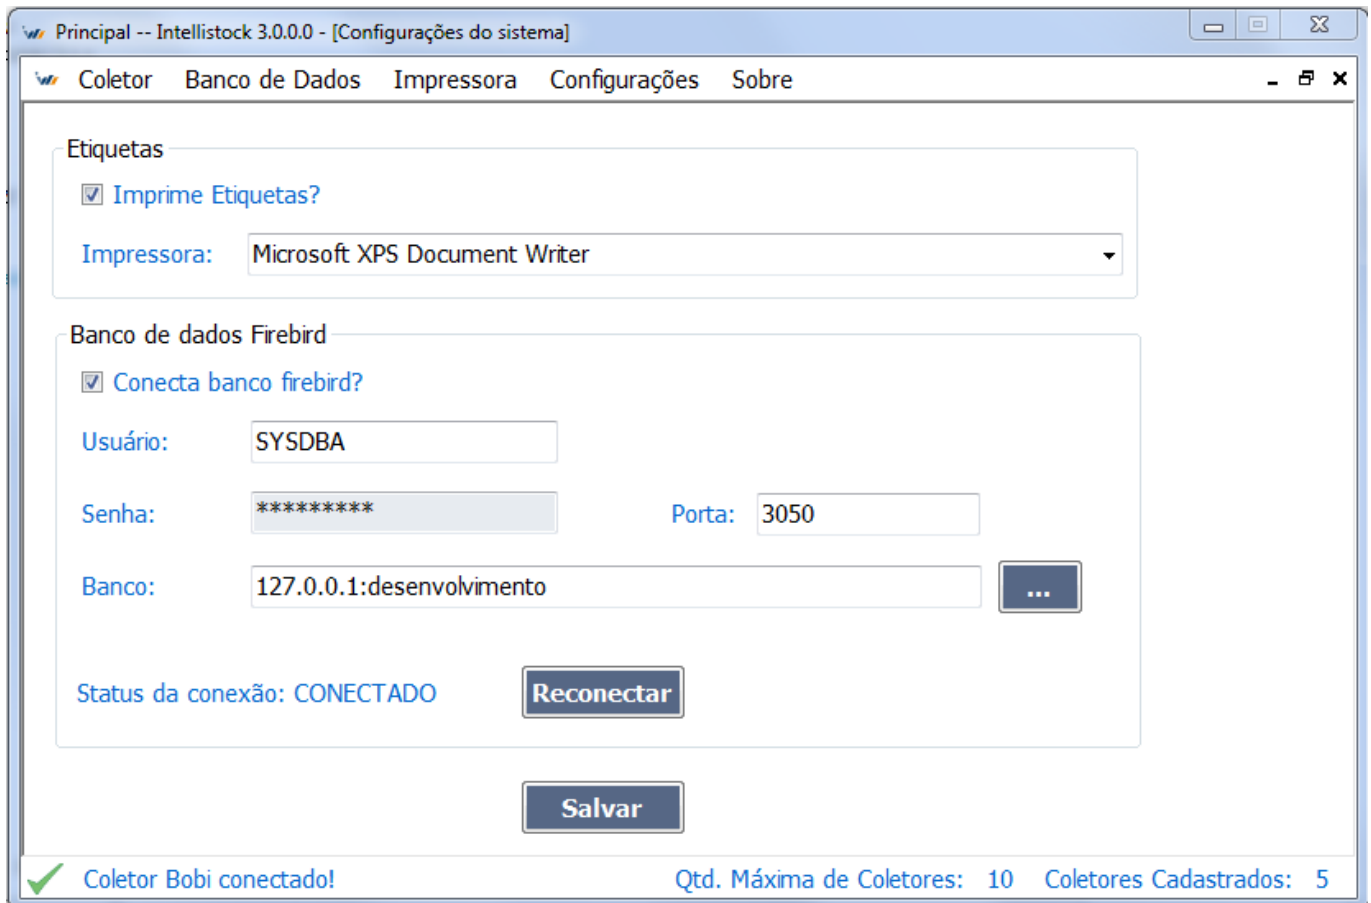 Principal -- Intellistock 3.0.0.0 - [Configurações do sistema]
Coletor Banco de Dados Impressora Configurações Sobre
Etiquetas
Imprime Etiquetas?
Impressora: Microsoft XPS Document Writer
Banco de dados Firebird
Conecta banco firebird?
Usuário: SYSDBA
Senha: *********  Porta: 3050
Banco: 127.0.0.1:desenvolvimento ...
Status da conexão: CONECTADO Reconectar
Salvar
Coletor Bobi conectado! Qtd. Máxima de Coletores: 10 Coletores Cadastrados: 5